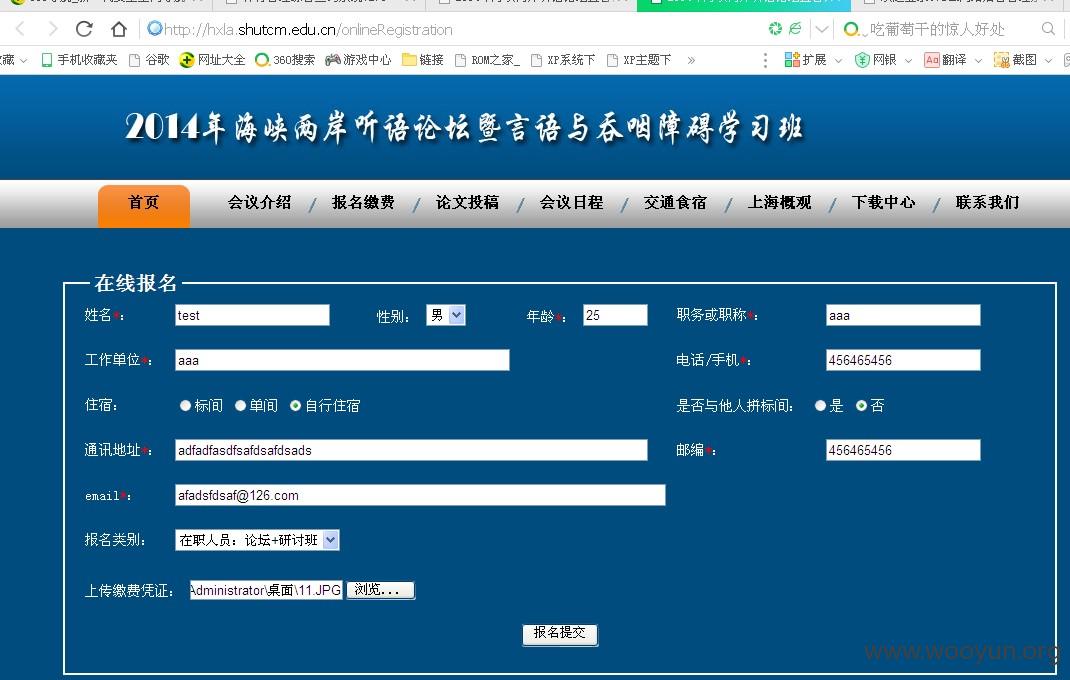 http://hxla.shutcm.edu.cn/onlineRegistration
吃葡萄干的惊人好处
藏 手机收藏夹 谷歌 网址大全 360搜索 游戏中心 链接 ROM之家_ XP系统下 XP主题下 » 扩展 网银 翻译 截图
2014年海峡两岸听语论坛暨言语与吞咽障碍学习班
首页 会议介绍 / 报名缴费 / 论文投稿 / 会议日程 / 交通食宿 / 上海概观 / 下载中心 / 联系我们
在线报名
姓名*: test 性别: 男 年龄*: 25 职务或职称*: aaa
工作单位*: aaa 电话/手机*: 456465456
住宿: 标间 单间 自行住宿 是否与他人拼标间: 是 否
通讯地址*: adfadfasdfsafdsafdsads 邮编*: 456465456
email*: afadsfdsaf@126.com
报名类别: 在职人员：论坛+研讨班
上传缴费凭证: \dministrator\桌面\11.JPG 浏览...
报名提交
www.wooyun.org